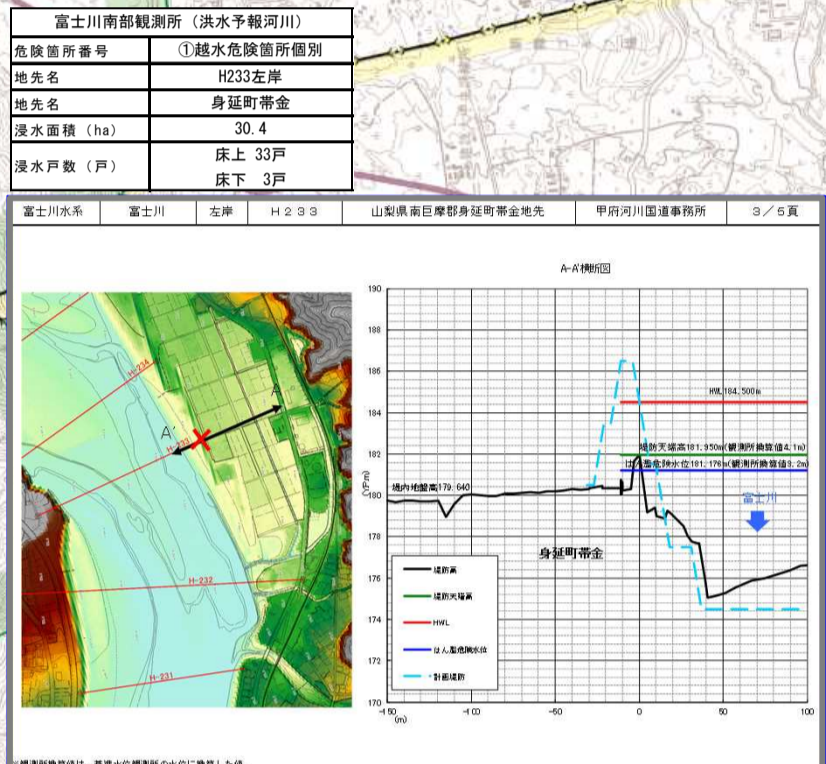 富士川南部観測所（洪水予報河川）
危険箇所番号 ①越水危険箇所個別
地先名 H233左岸
地先名 身延町帯金
浸水面積（ha） 30.4
浸水戸数（戸） 床上 33戸
床下 3戸
富士川水系 富士川 左岸 Ｈ２３３ 山梨県南巨摩郡身延町帯金地先 甲府河川国道事務所 ３／５頁
A-A'横断図
H-234
A
A'
H-233
H-232
H-231
190
188
186
184
182
180
178
176
174
172
170
(YPm)
HWL184.500m
堤防天端高181.950m(観測所換算値4.1m)
はん濫危険水位181.176m(観測所換算値3.2m)
堤内地盤高179.640
富士川
身延町帯金
堤防高
堤防天端高
HWL
はん濫危険水位
計画堤防
-150
-100
-50
0
50
100
(m)